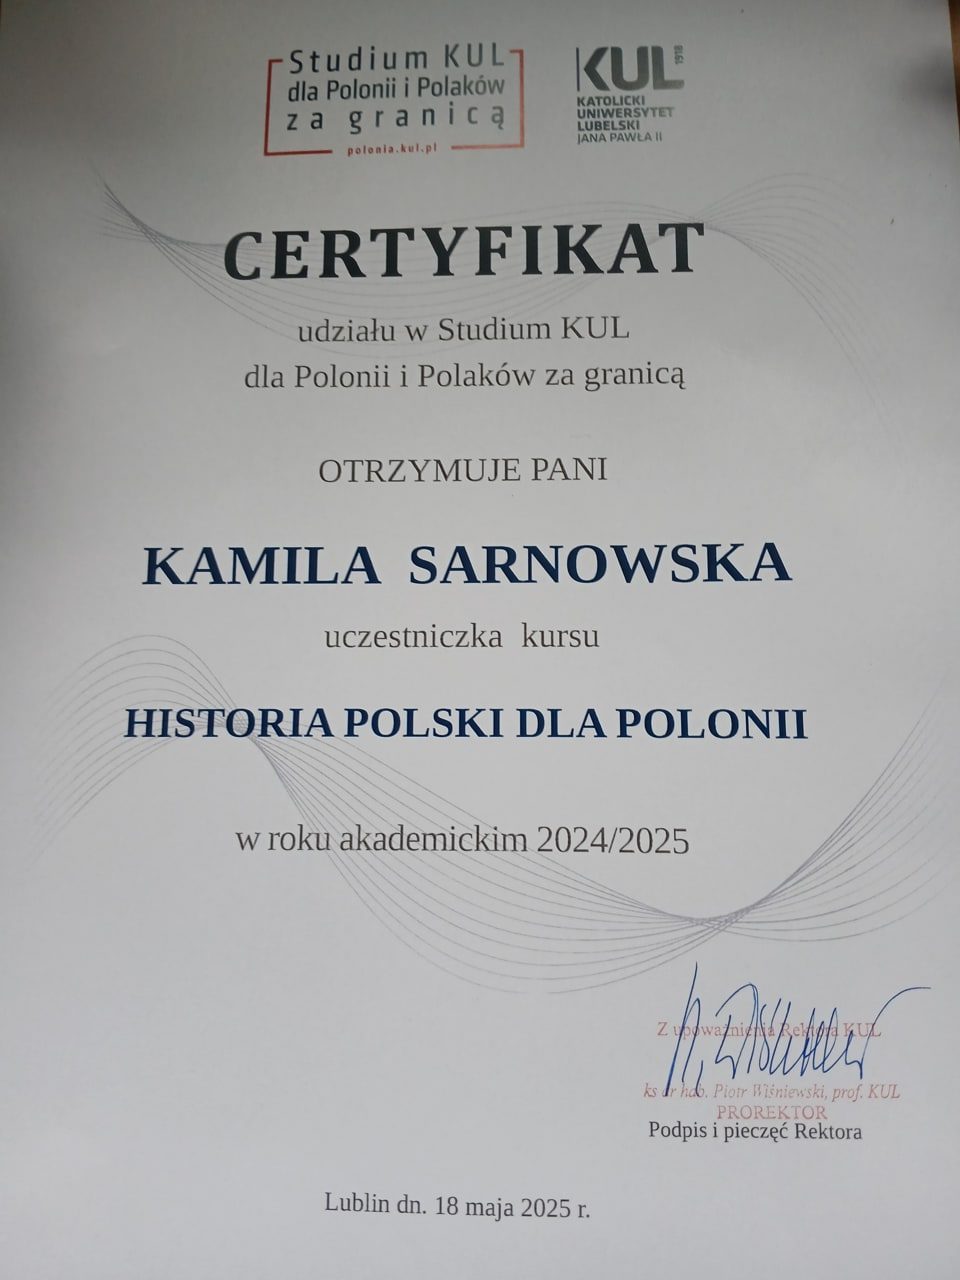 Studium KUL
dla Polonii i Polaków
za granicą
polonia.kul.pl
KUL
1918
KATOLICKI
UNIWERSYTET
LUBELSKI
JANA PAWŁA II
CERTYFIKAT
udziału w Studium KUL
dla Polonii i Polaków za granicą
OTRZYMUJE PANI
KAMILA SARNOWSKA
uczestniczka kursu
HISTORIA POLSKI DLA POLONII
w roku akademickim 2024/2025
Z upoważnienia Rektora KUL
ks dr hab. Piotr Wiśniewski, prof. KUL
PROREKTOR
Podpis i pieczęć Rektora
Lublin dn. 18 maja 2025 r.